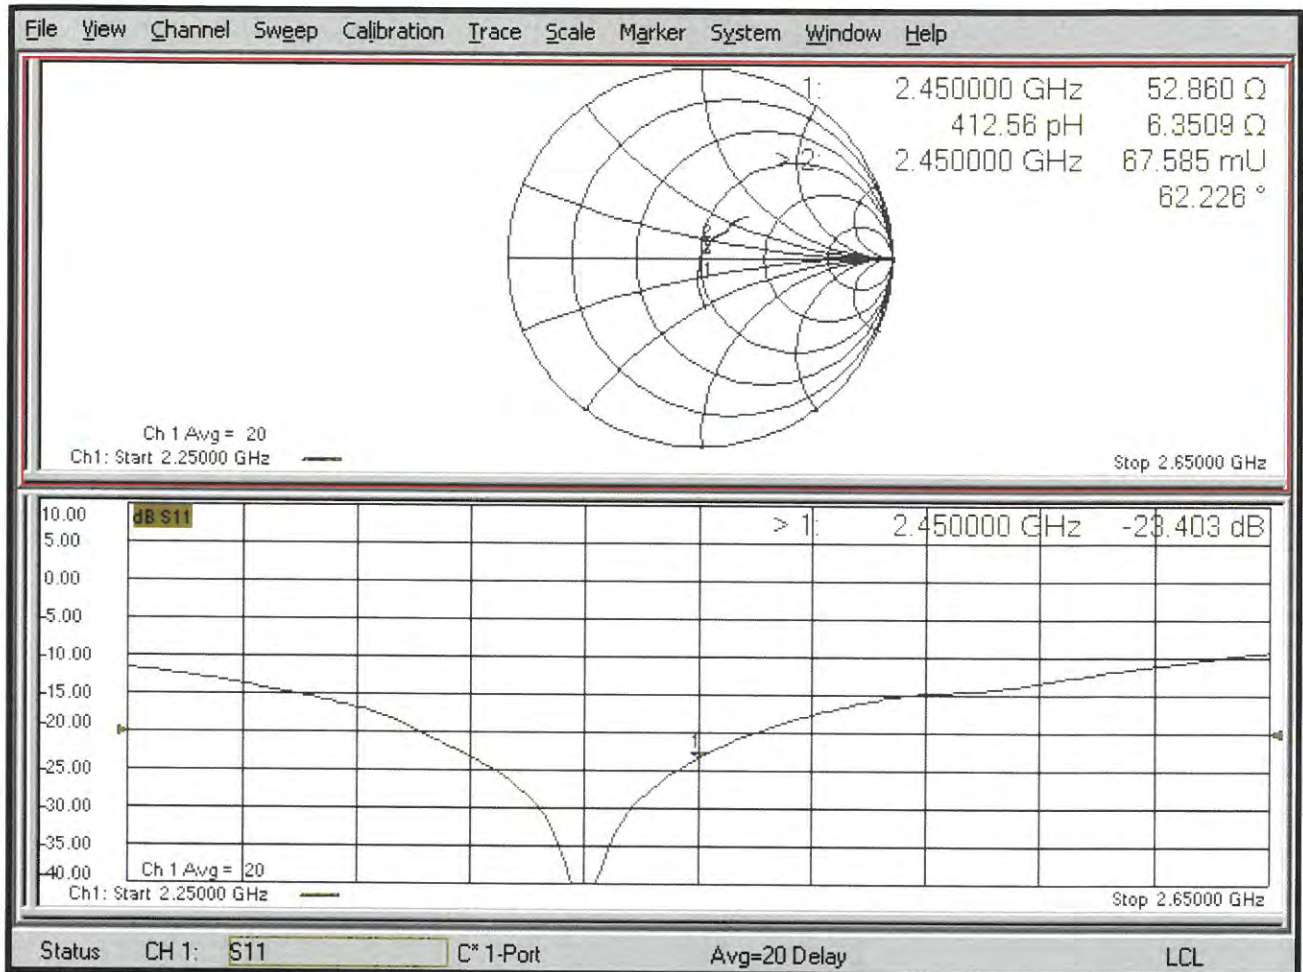 File View Channel Sweep Calibration Trace Scale Marker System Window Help
1: 2.450000 GHz 52.860 Ω
412.56 pH 6.3509 Ω
> 2: 2.450000 GHz 67.585 mU
62.226 °
1
Ch 1 Avg = 20
Ch1: Start 2.25000 GHz
Stop 2.65000 GHz
10.00
dB S11
> 1: 2.450000 GHz -23.403 dB
5.00
0.00
-5.00
-10.00
-15.00
-20.00
1
-25.00
-30.00
-35.00
-40.00
Ch 1 Avg = 20
Ch1: Start 2.25000 GHz
Stop 2.65000 GHz
Status CH 1: S11 C* 1-Port Avg=20 Delay LCL